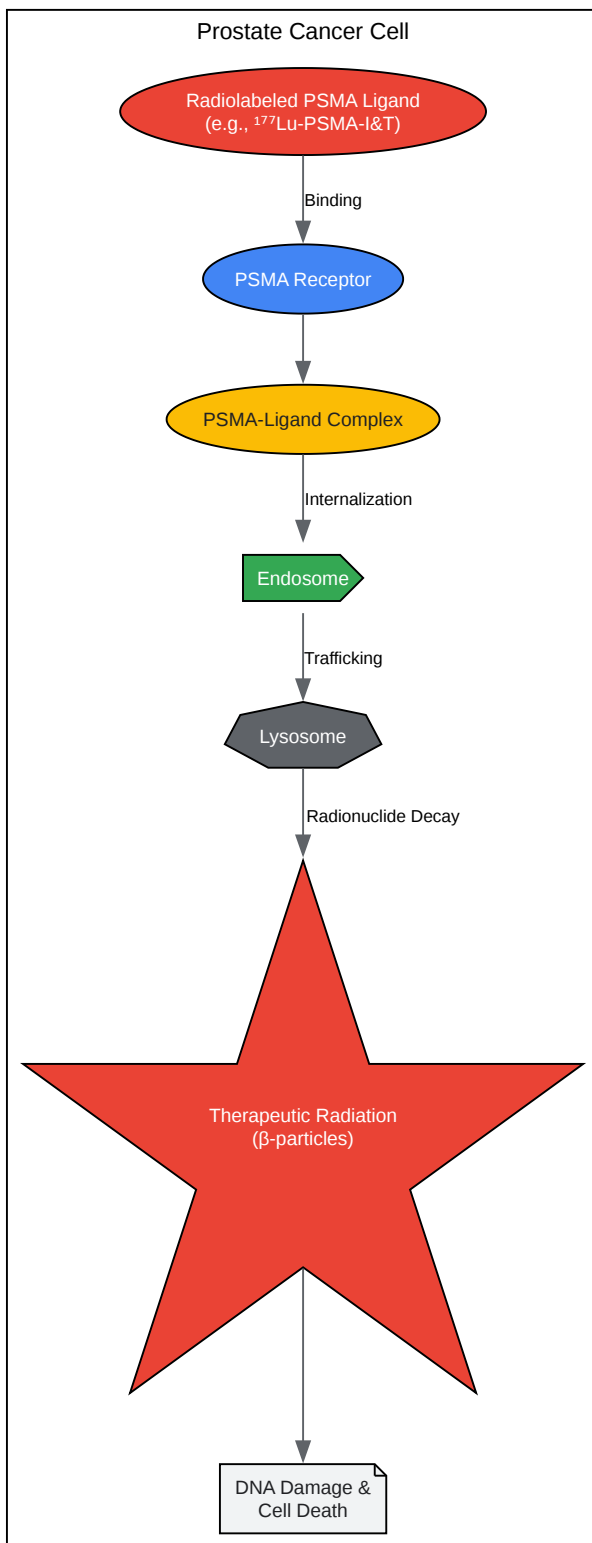 Prostate Cancer Cell
Radiolabeled PSMA Ligand
(e.g., ¹⁷⁷Lu-PSMA-I&T)
Binding
PSMA Receptor
PSMA-Ligand Complex
Internalization
Endosome
Trafficking
Lysosome
Radionuclide Decay
Therapeutic Radiation
(β-particles)
DNA Damage &
Cell Death